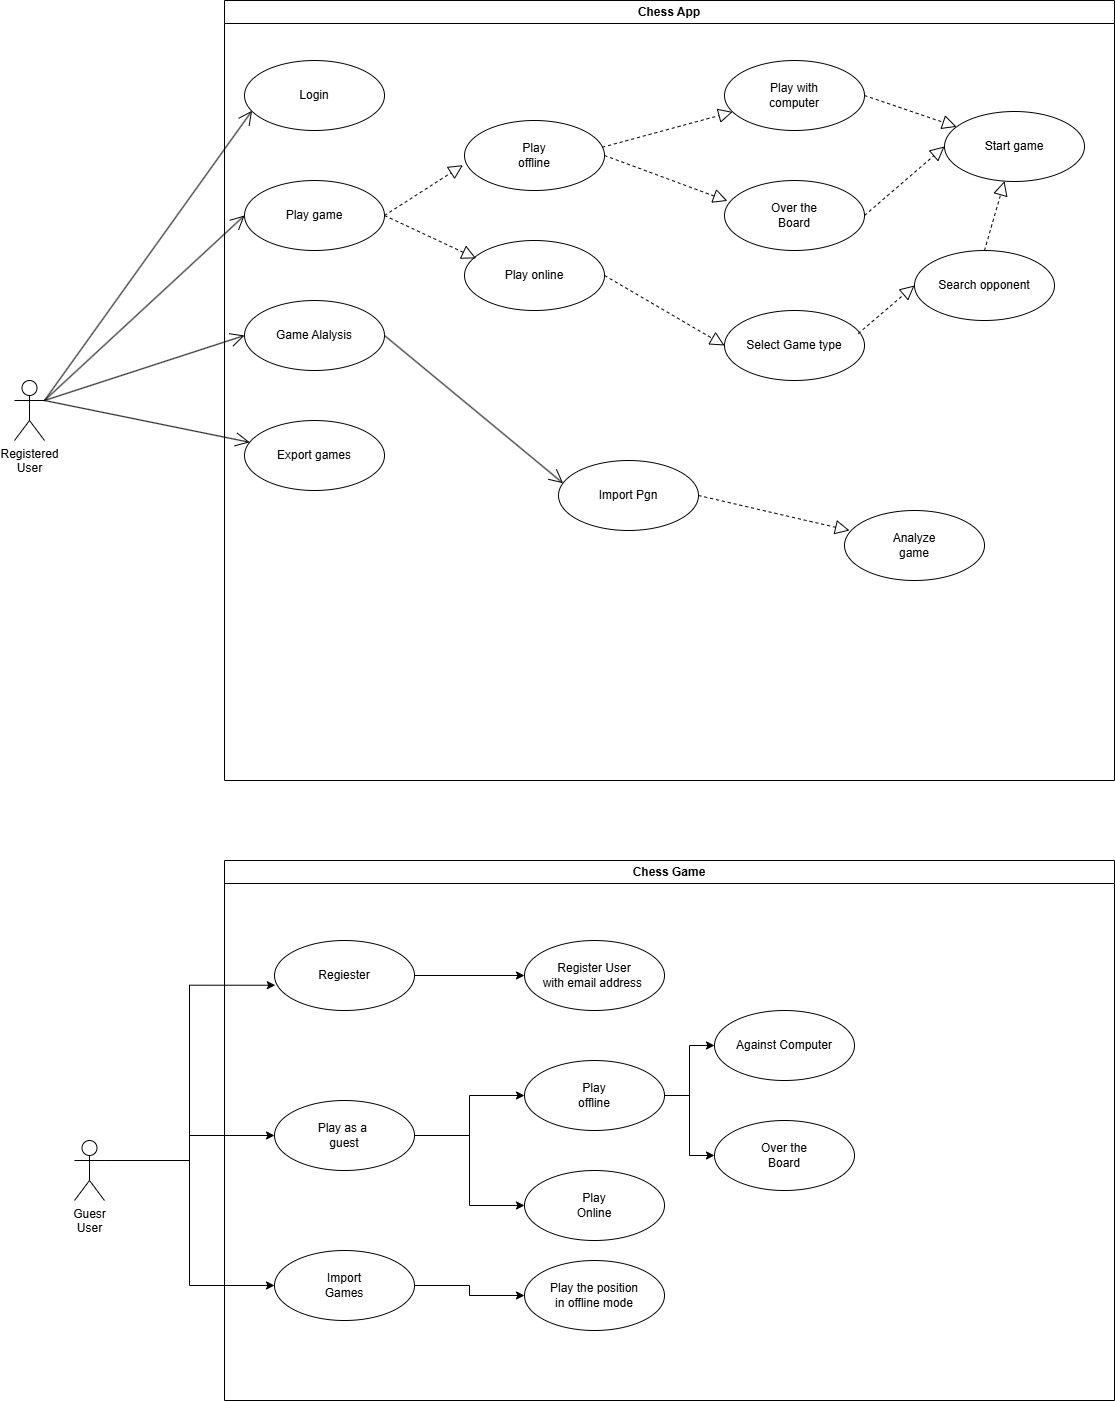 Chess App
Login
Play with
computer
Play
offline
Start game
Play game
Over the
Board
Play online
Search opponent
Game Alalysis
Select Game type
Registered
User
Export games
Import Pgn
Analyze
game
Chess Game
Regiester
Register User
with email address
Against Computer
Play
offline
Play as a
guest
Over the
Board
Guesr
User
Play
Online
Import
Games
Play the position
in offline mode